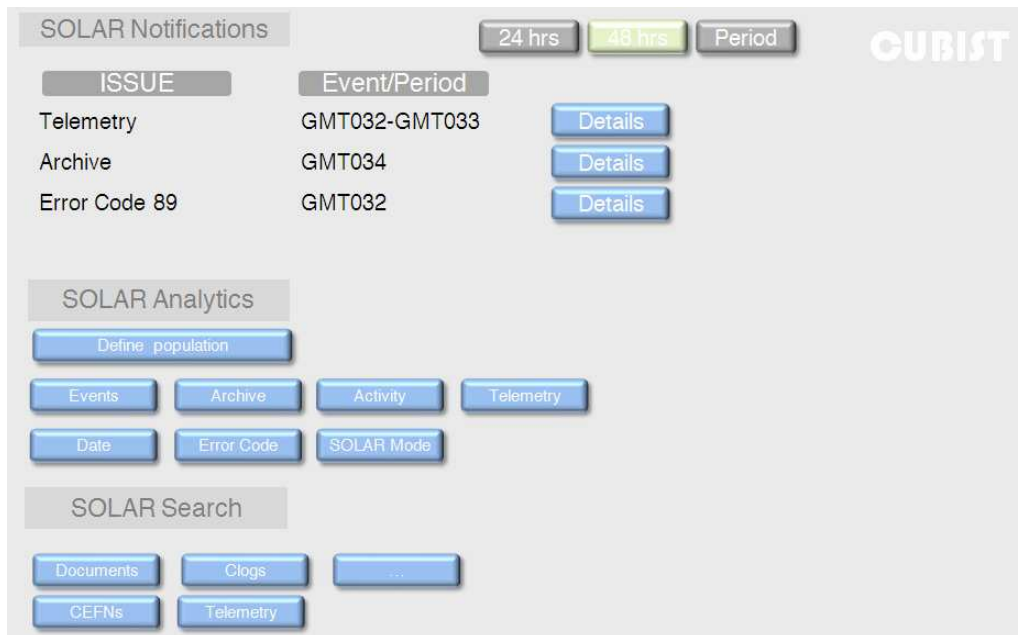 SOLAR Notifications
24 hrs 48 hrs Period
CUBIST
ISSUE Event/Period
Telemetry GMT032-GMT033 Details
Archive GMT034 Details
Error Code 89 GMT032 Details
SOLAR Analytics
Define population
Events Archive Activity Telemetry
Date Error Code SOLAR Mode
SOLAR Search
Documents Clogs ...
CEFNs Telemetry